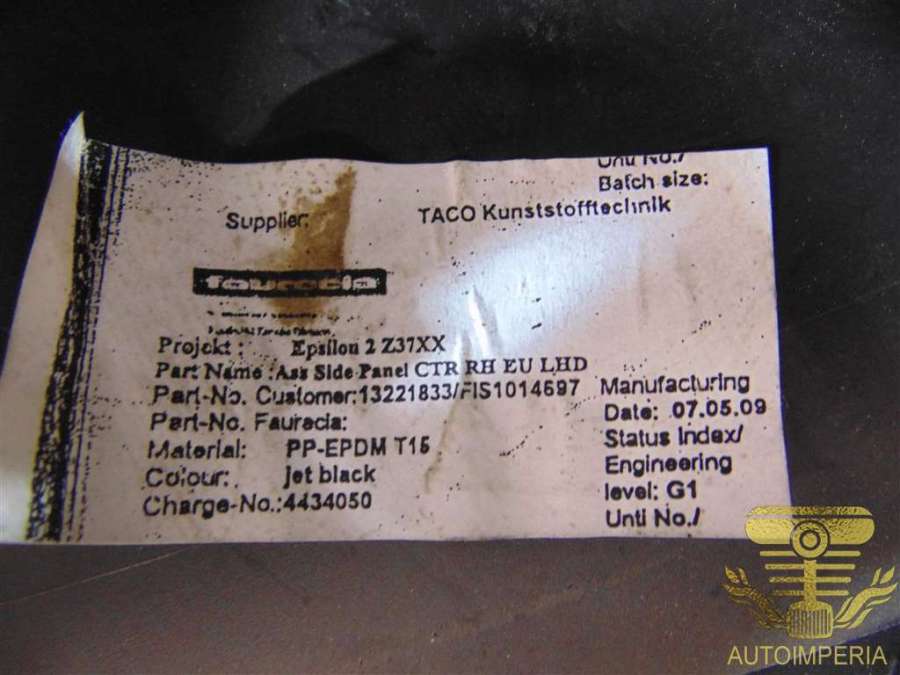 Unti No./
Batch size:
Supplier: TACO Kunststofftechnik
faurecia
Projekt: Epsilon 2 Z37XX
Part Name :Ass Side Panel CTR RH EU LHD
Part-No. Customer:13221833/FIS1014697
Part-No. Faurecia:
Material: PP-EPDM T15
Colour: jet black
Charge-No.:4434050
Manufacturing
Date: 07.05.09
Status Index/
Engineering
level: G1
Unti No./
AUTOIMPERIA